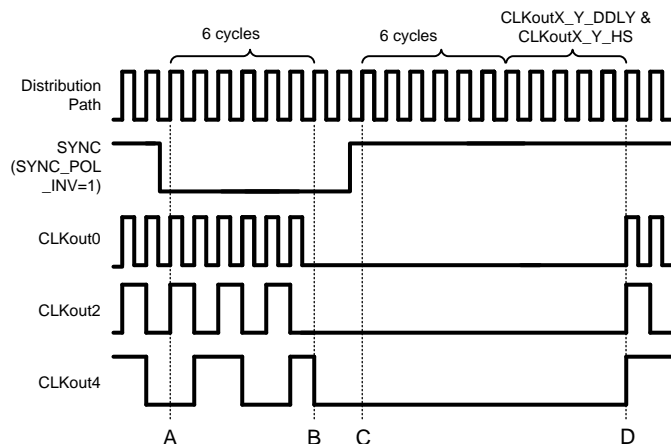 CLKoutX_Y_DDLY &
CLKoutX_Y_HS
6 cycles
6 cycles
Distribution
Path
SYNC
(SYNC_POL
_INV=1)
CLKout0
CLKout2
CLKout4
A
B
C
D